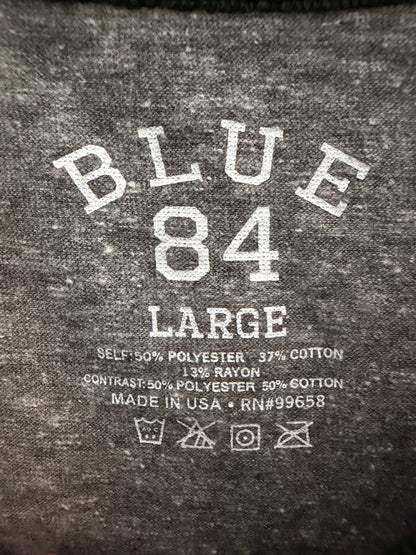 BLUE
84
LARGE
SELF:50% POLYESTER 37% COTTON
13% RAYON
CONTRAST:50% POLYESTER 50% COTTON
MADE IN USA • RN#99658